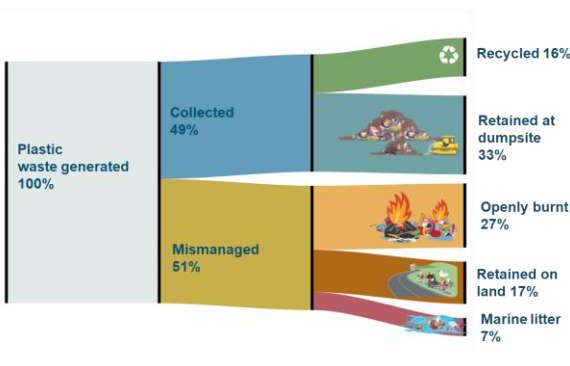 Plastic
waste generated
100%
Collected
49%
Mismanaged
51%
Recycled 16%
Retained at
dumpsite
33%
Openly burnt
27%
Retained on
land 17%
Marine litter
7%